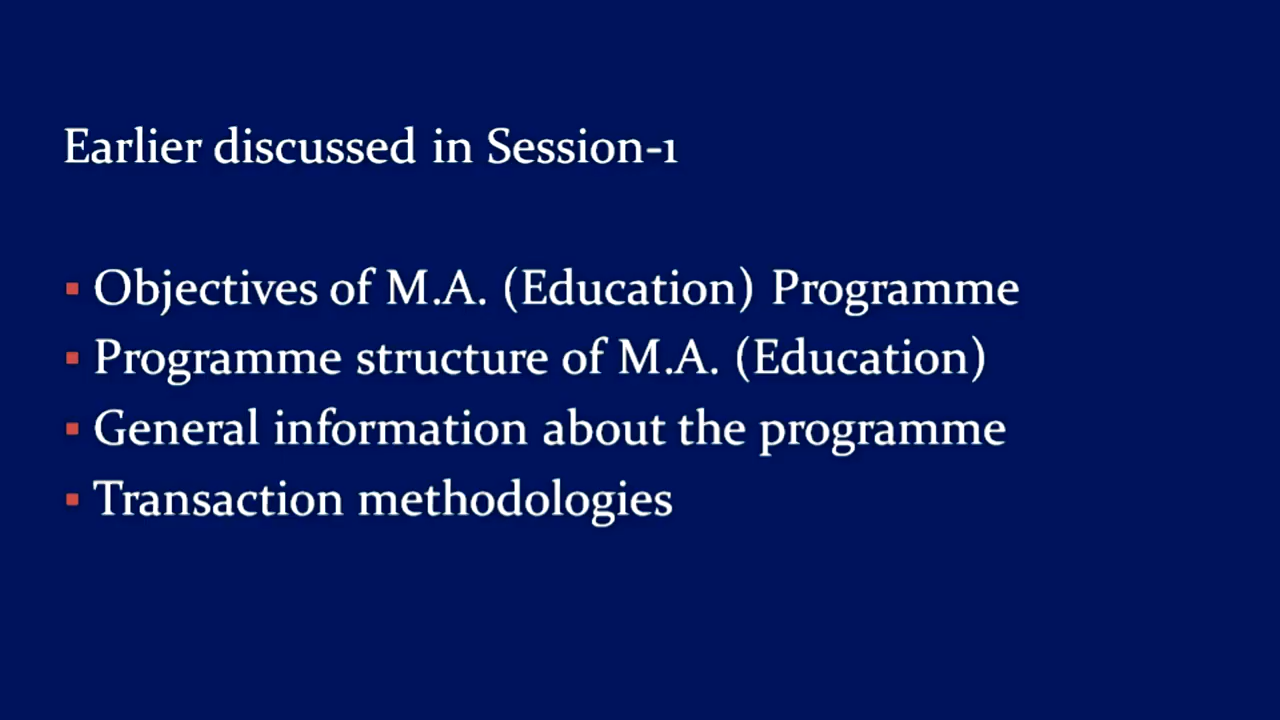 Earlier discussed in Session-1
▪ Objectives of M.A. (Education) Programme
▪ Programme structure of M.A. (Education)
▪ General information about the programme
▪ Transaction methodologies